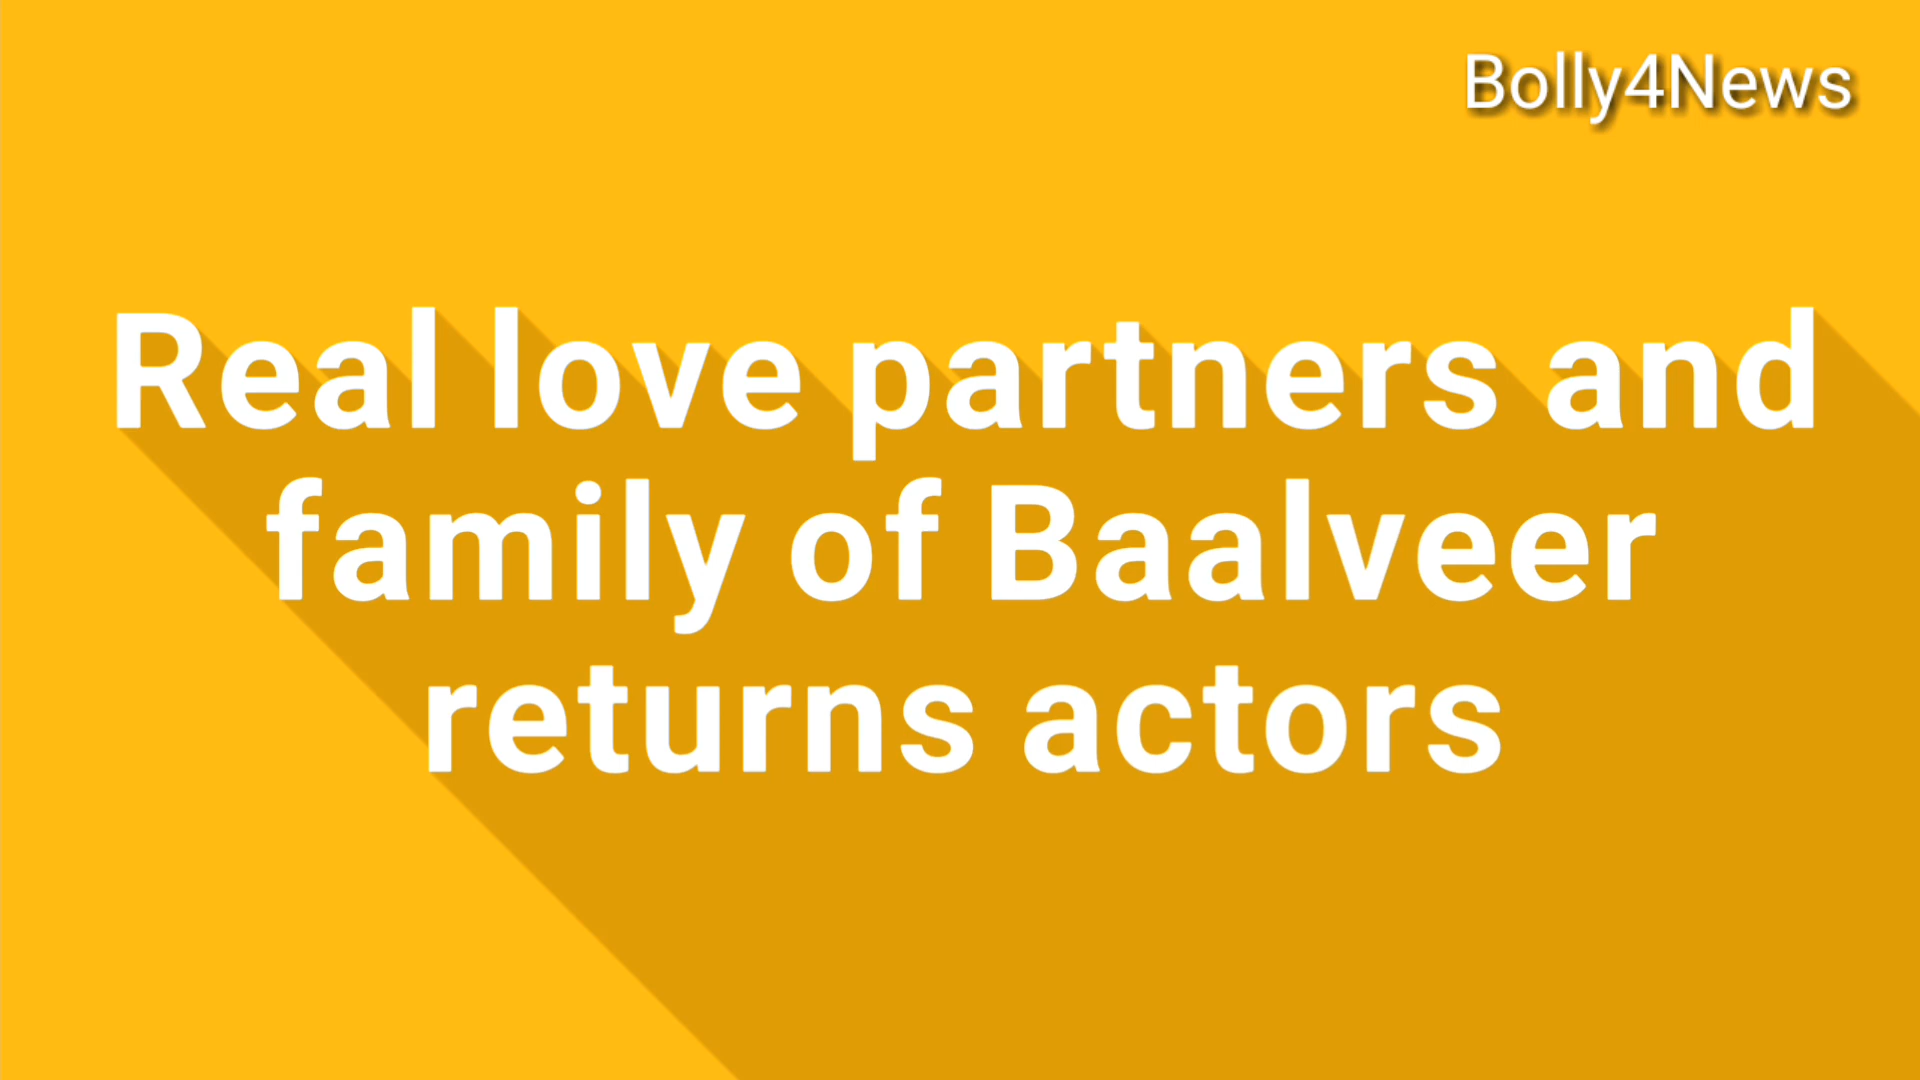 Bolly4News
Real love partners and
family of Baalveer
returns actors